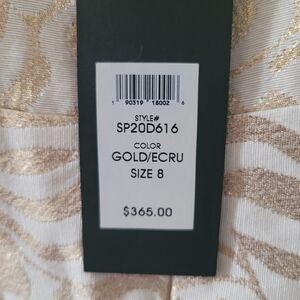 1 90319 18002 6
STYLE#
SP20D616
COLOR
GOLD/ECRU
SIZE 8
$365.00